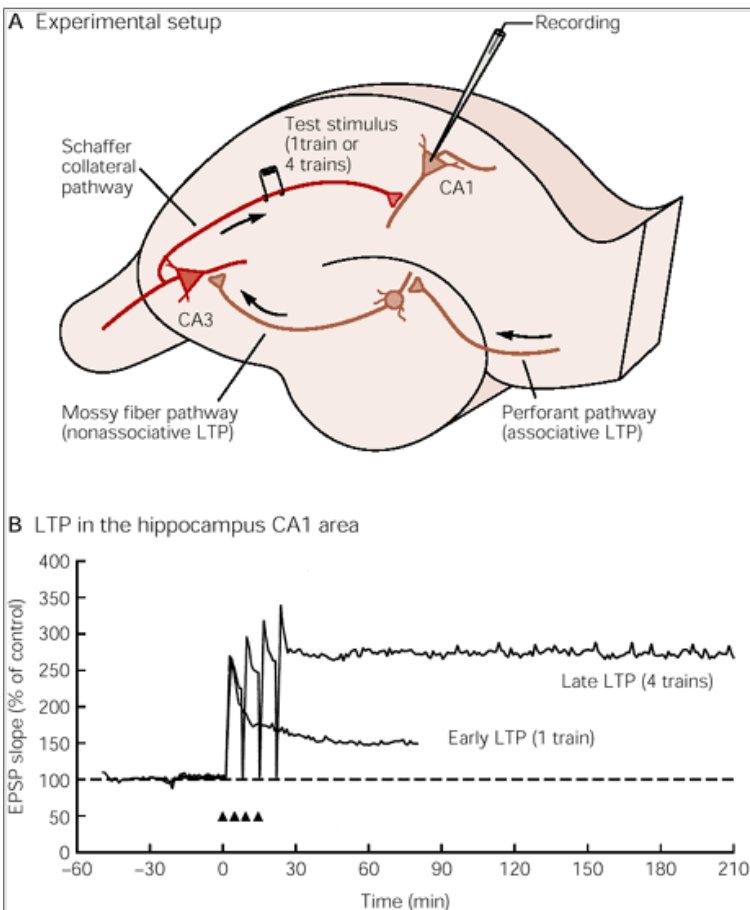 A Experimental setup
Recording
Test stimulus
(1train or
4 trains)
Schaffer
collateral
pathway
CA1
CA3
Mossy fiber pathway
(nonassociative LTP)
Perforant pathway
(associative LTP)
B LTP in the hippocampus CA1 area
EPSP slope (% of control)
400
350
300
250
200
150
100
50
0
Late LTP (4 trains)
Early LTP (1 train)
–60 –30 0 30 60 90 120 150 180 210
Time (min)